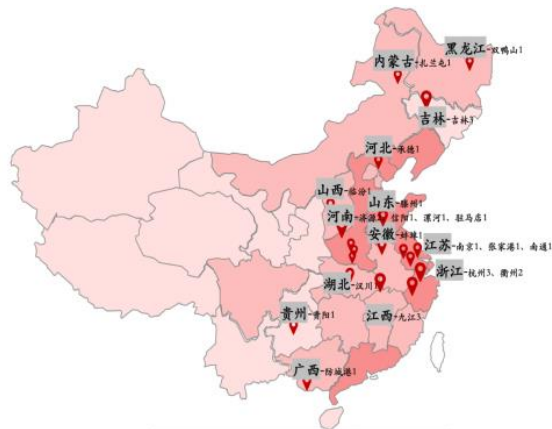 黑龙江-双鸭山1
内蒙古-扎兰屯1
吉林-吉林3
河北-承德1
山西-临汾1
山东-滕州1
河南-济源 信阳1、漯河1、驻马店1
安徽-蚌埠1
江苏-南京1、张家港1、南通1
浙江-杭州3、衢州2
湖北-汉川
贵州-贵阳1
江西-九江3
广西-防城港1